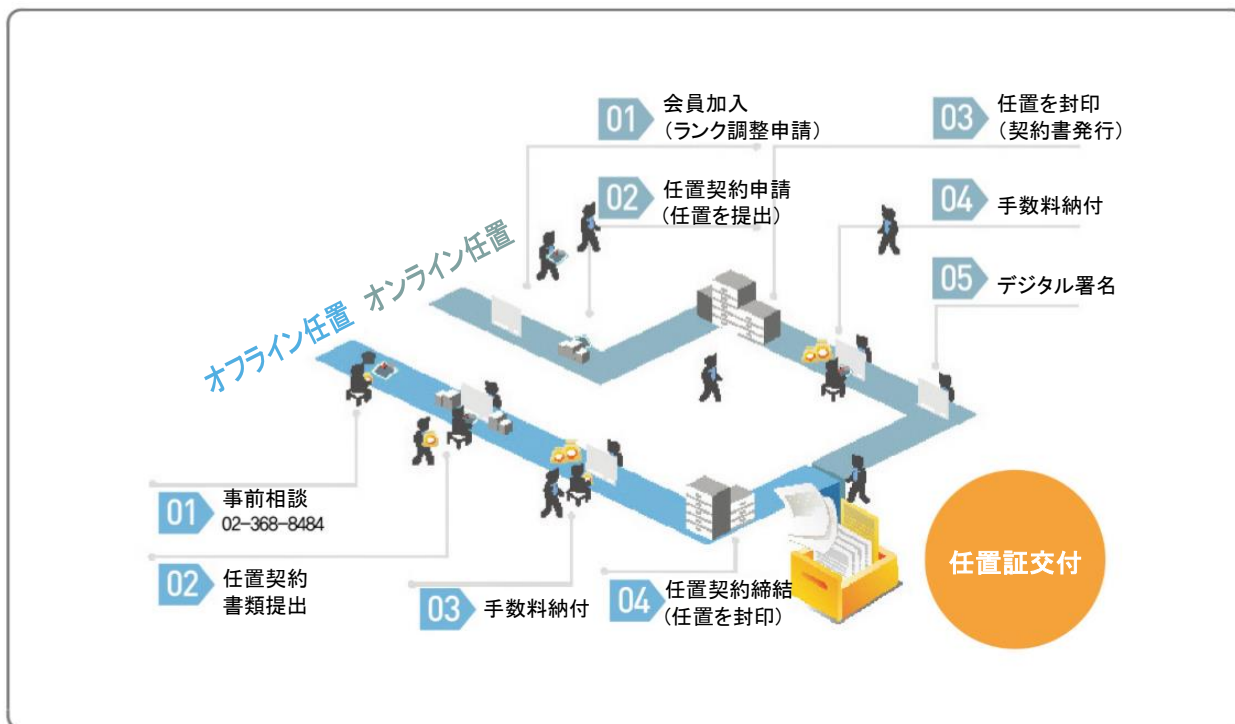 01
会員加入
(ランク調整申請)
02
任置契約申請
(任置を提出)
03
任置を封印
(契約書発行)
04
手数料納付
05
デジタル署名
オンライン任置
オフライン任置
01
事前相談
02-368-8484
02
任置契約
書類提出
03
手数料納付
04
任置契約締結
(任置を封印)
任置証交付